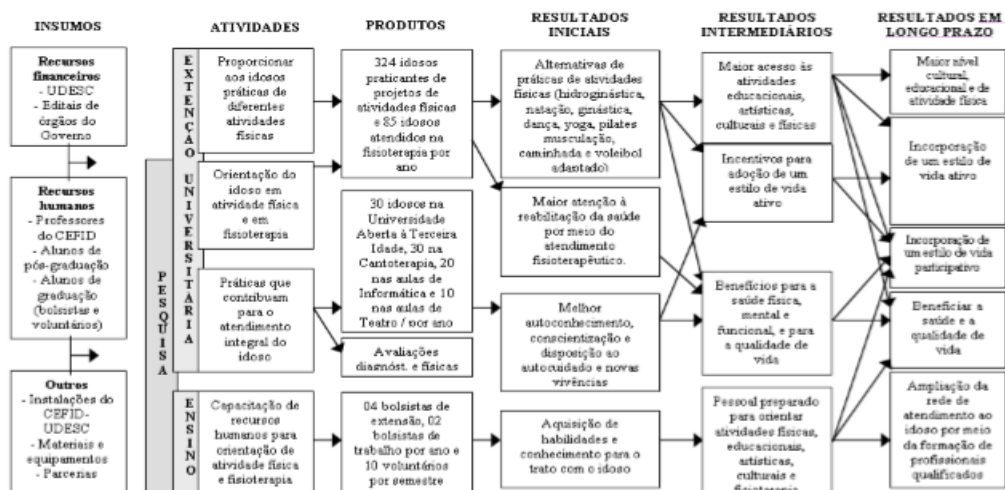 INSUMOS
Recursos
financeiros
- UDESC
- Editais de
órgãos do
Governo
Recursos
humanos
- Professores
do CEFID
- Alunos de
pós-graduação
- Alunos de
graduação
(bolsistas e
voluntários)
Outros
- Instalações do
CEFID-
UDESC
- Materiais e
equipamentos
- Parcerias
PESQUISA
EXTENÇÃO UNIVERSITÁRIA
ENSINO
ATIVIDADES
Proporcionar
aos idosos
práticas de
diferentes
atividades
físicas
Orientação do
idoso em
atividade física
e em
fisioterapia
Práticas que
contribuam
para o
atendimento
integral do
idoso
Capacitação de
recursos
humanos para
orientação de
atividade física
e fisioterapia
PRODUTOS
324 idosos
praticantes de
projetos de
atividades físicas
e 85 idosos
atendidos na
fisioterapia por
ano
30 idosos na
Universidade
Aberta à Terceira
Idade, 30 na
Cantoterapia, 20
nas aulas de
Informática e 10
nas aulas de
Teatro / por ano
Avaliações
diagnóst. e físicas
04 bolsistas de
extensão, 02
bolsistas de
trabalho por ano e
10 voluntários
por semestre
RESULTADOS
INICIAIS
Alternativas de
práticas de atividades
físicas (hidroginástica,
natação, ginástica,
dança, yoga, pilates
musculação,
caminhada e voleibol
adaptado)
Maior atenção à
reabilitação da saúde
por meio do
atendimento
fisioterapêutico.
Melhor
autoconhecimento,
conscientização e
disposição ao
autocuidado e novas
vivências
Aquisição de
habilidades e
conhecimento para o
trato com o idoso
RESULTADOS
INTERMEDIÁRIOS
Maior acesso às
atividades
educacionais,
artísticas,
culturais e físicas
Incentivos para
adoção de um
estilo de vida
ativo
Benefícios para a
saúde física,
mental e
funcional, e para
a qualidade de
vida
Pessoal preparado
para orientar
atividades físicas,
educacionais,
artísticas,
culturais e
fisioterapia
RESULTADOS EM
LONGO PRAZO
Maior nível
cultural,
educacional e de
atividade física
Incorporação
de um estilo de
vida ativo
Incorporação de
um estilo de vida
participativo
Beneficiar a
saúde e a
qualidade de
vida
Ampliação da
rede de
atendimento ao
idoso por meio
da formação de
profissionais
qualificados